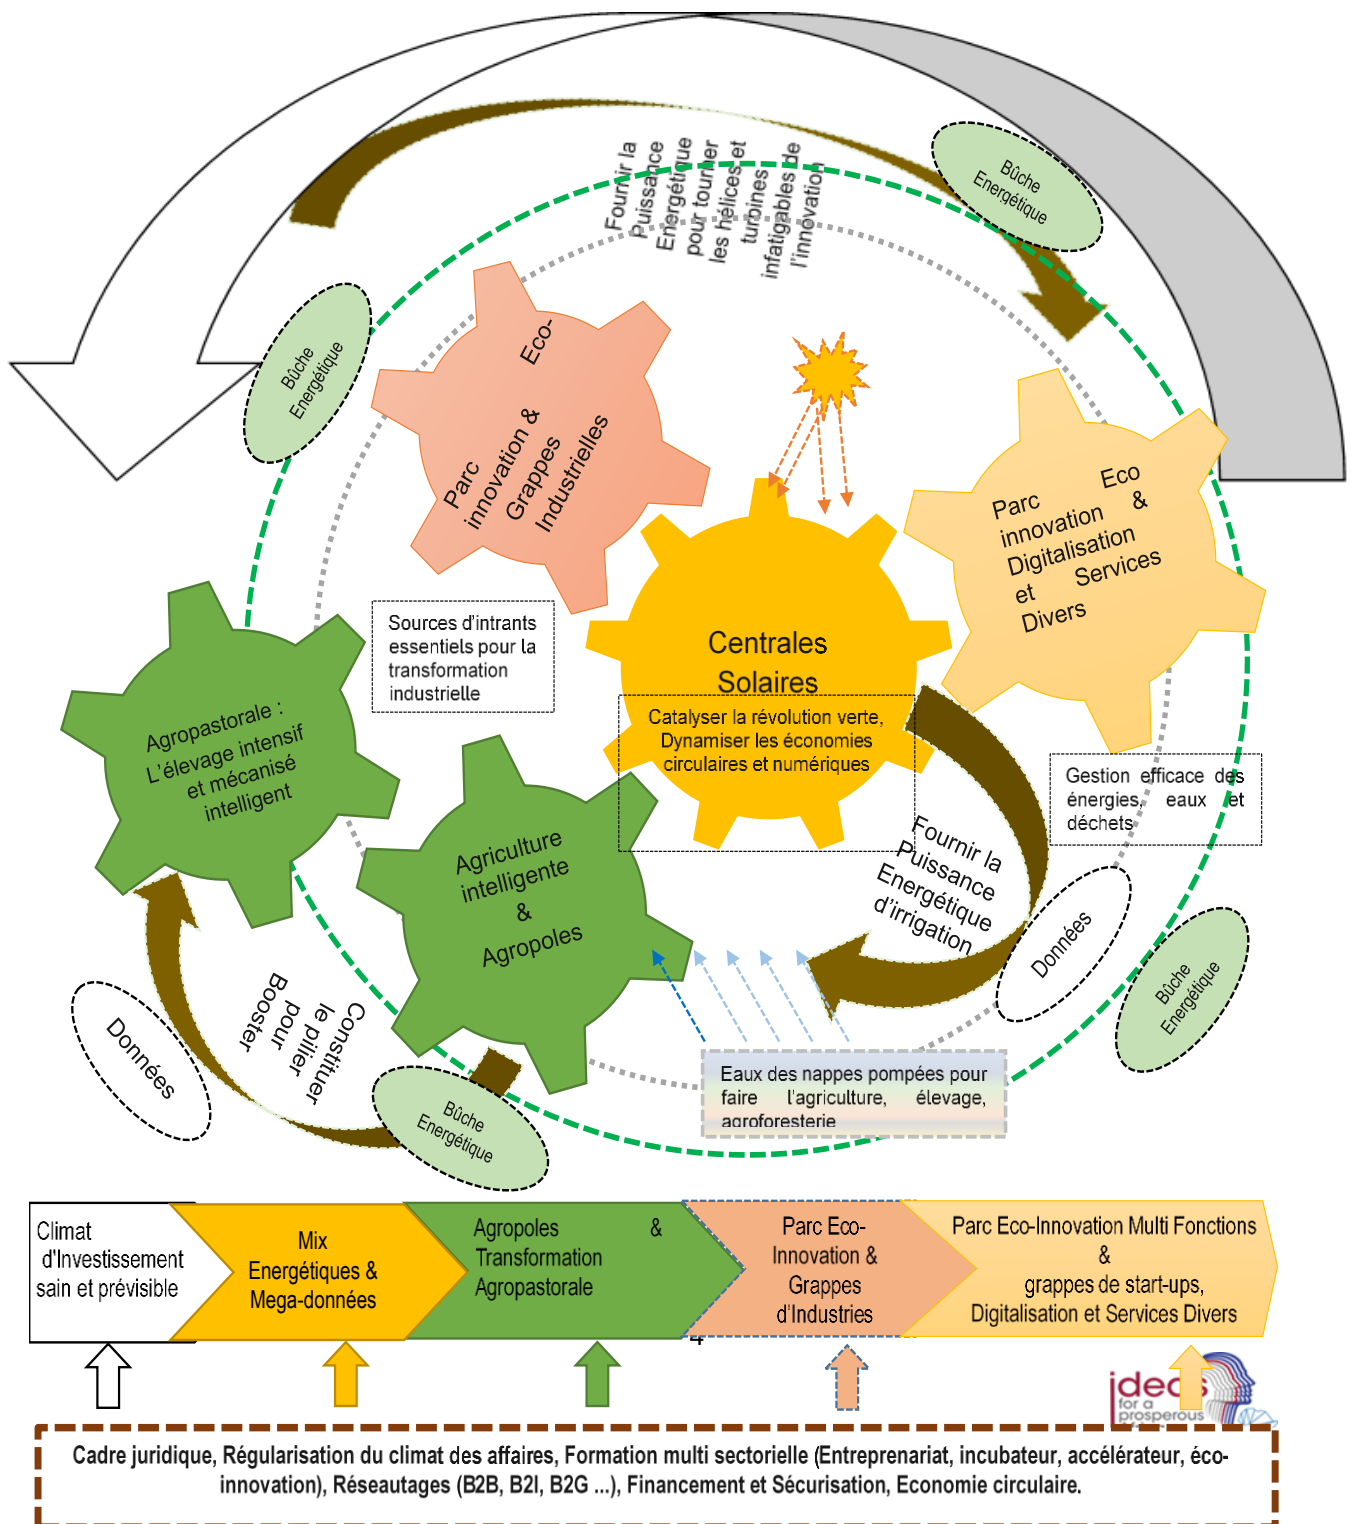 Fournir la
Puissance
Energétique
pour tourner
les hélices et
turbines
infatigables de
l'innovation
Bûche
Energétique
Bûche
Energétique
Parc Eco-
innovation &
Grappes
Industrielles
Parc Eco
innovation &
Digitalisation
et Services
Divers
Sources d'intrants
essentiels pour la
transformation
industrielle
Centrales
Solaires
Catalyser la révolution verte,
Dynamiser les économies
circulaires et numériques
Agropastorale :
L'élevage intensif
et mécanisé
intelligent
Gestion efficace des
énergies, eaux et
déchets
Agriculture
intelligente
&
Agropoles
Fournir la
Puissance
Energétique
d'irrigation
Données
Bûche
Energétique
Constituer
le pilier
pour
Booster
Données
Bûche
Energétique
Eaux des nappes pompées pour
faire l'agriculture, élevage,
agroforesterie
Climat
d'Investissement
sain et prévisible
Mix
Energétiques &
Mega-données
Agropoles &
Transformation
Agropastorale
Parc Eco-
Innovation &
Grappes
d'Industries
Parc Eco-Innovation Multi Fonctions
&
grappes de start-ups,
Digitalisation et Services Divers
4
ideas
for a
prosperous
Cadre juridique, Régularisation du climat des affaires, Formation multi sectorielle (Entreprenariat, incubateur, accélérateur, éco-
innovation), Réseautages (B2B, B2I, B2G ...), Financement et Sécurisation, Economie circulaire.